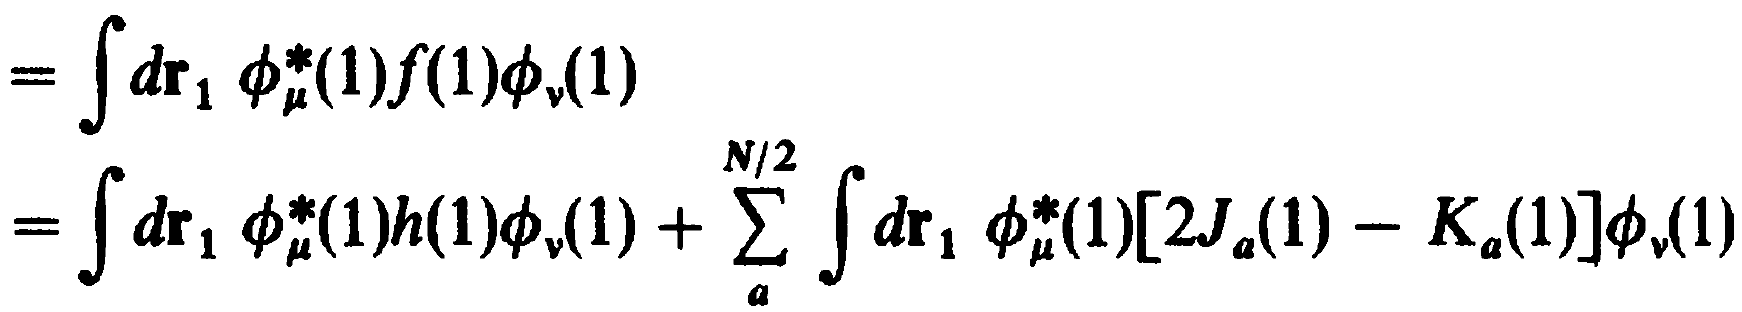 = ∫ d𝐫₁ ϕ*_μ(1) f(1) ϕ_ν(1)
= ∫ d𝐫₁ ϕ*_μ(1) h(1) ϕ_ν(1) + ∑_a^{N/2} ∫ d𝐫₁ ϕ*_μ(1)[2J_a(1) − K_a(1)]ϕ_ν(1)